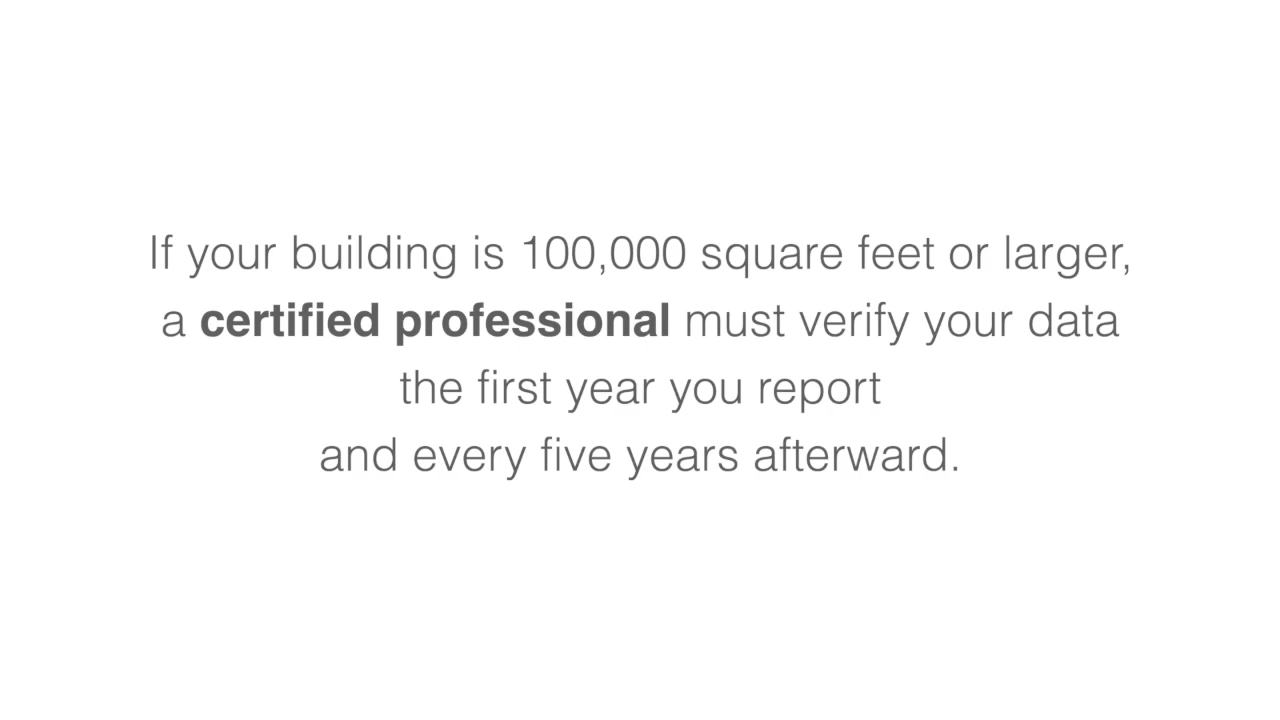 If your building is 100,000 square feet or larger,
a certified professional must verify your data
the first year you report
and every five years afterward.